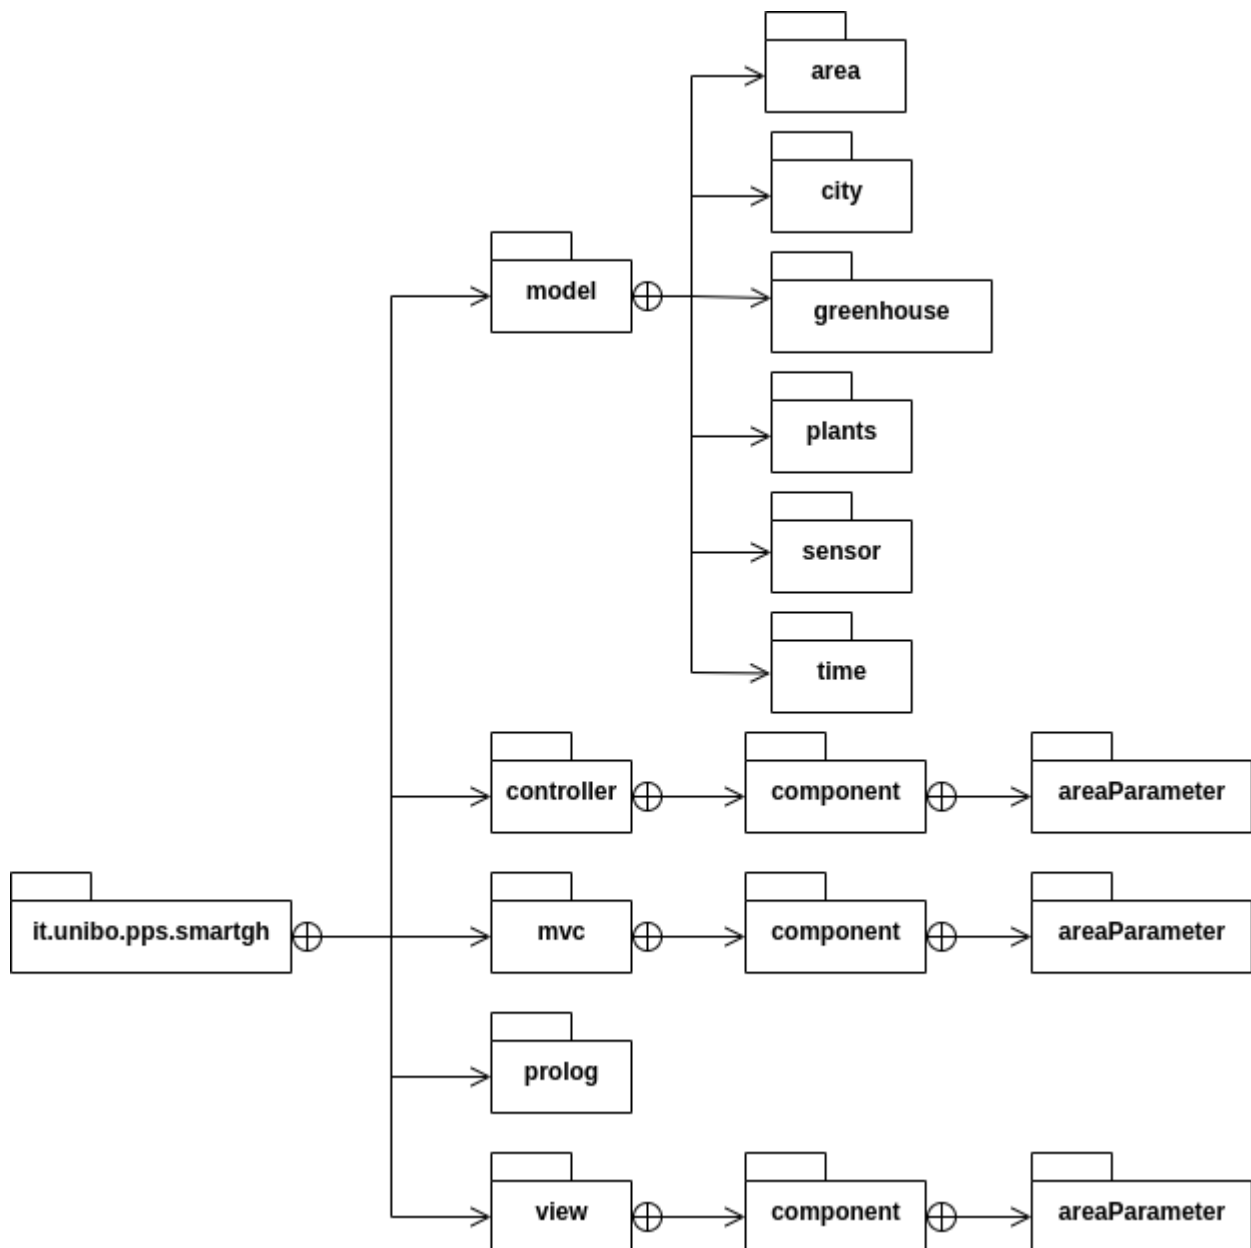 area
city
model
greenhouse
plants
sensor
time
controller
component
areaParameter
it.unibo.pps.smartgh
mvc
component
areaParameter
prolog
view
component
areaParameter